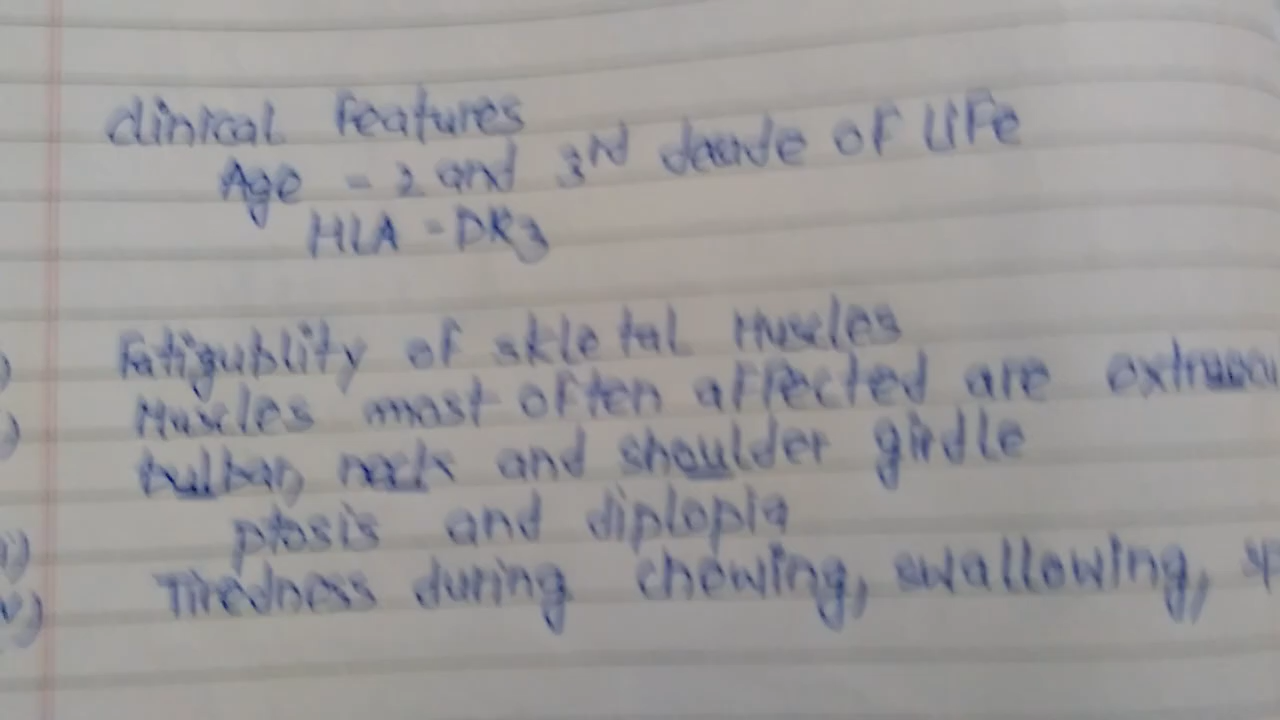 clinical Features
Age - 2 and 3rd decade of Life
HLA - DR3
) Fatigublity of skletal Muscles
) Muscles most often affected are
bulbar, neck and shoulder girdle
i) ptosis and diplopia
v) Tiredness during chewing, swallowing,